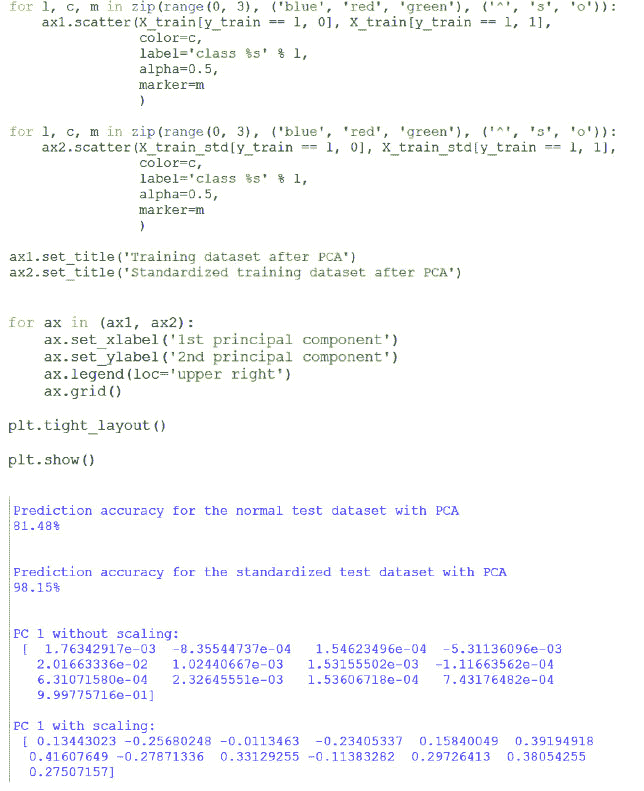 for l, c, m in zip(range(0, 3), ('blue', 'red', 'green'), ('^', 's', 'o')):
    ax1.scatter(X_train[y_train == l, 0], X_train[y_train == l, 1],
                color=c,
                label='class %s' % l,
                alpha=0.5,
                marker=m
                )
for l, c, m in zip(range(0, 3), ('blue', 'red', 'green'), ('^', 's', 'o')):
    ax2.scatter(X_train_std[y_train == l, 0], X_train_std[y_train == l, 1],
                color=c,
                label='class %s' % l,
                alpha=0.5,
                marker=m
                )
ax1.set_title('Training dataset after PCA')
ax2.set_title('Standardized training dataset after PCA')
for ax in (ax1, ax2):
    ax.set_xlabel('1st principal component')
    ax.set_ylabel('2nd principal component')
    ax.legend(loc='upper right')
    ax.grid()
plt.tight_layout()
plt.show()
Prediction accuracy for the normal test dataset with PCA
81.48%
Prediction accuracy for the standardized test dataset with PCA
98.15%
PC 1 without scaling:
[ 1.76342917e-03 -8.35544737e-04 1.54623496e-04 -5.31136096e-03
2.01663336e-02 1.02440667e-03 1.53155502e-03 -1.11663562e-04
6.31071580e-04 2.32645551e-03 1.53606718e-04 7.43176482e-04
9.99775716e-01]
PC 1 with scaling:
[ 0.13443023 -0.25680248 -0.0113463 -0.23405337 0.15840049 0.39194918
0.41607649 -0.27871336 0.33129255 -0.11383282 0.29726413 0.38054255
0.27507157]